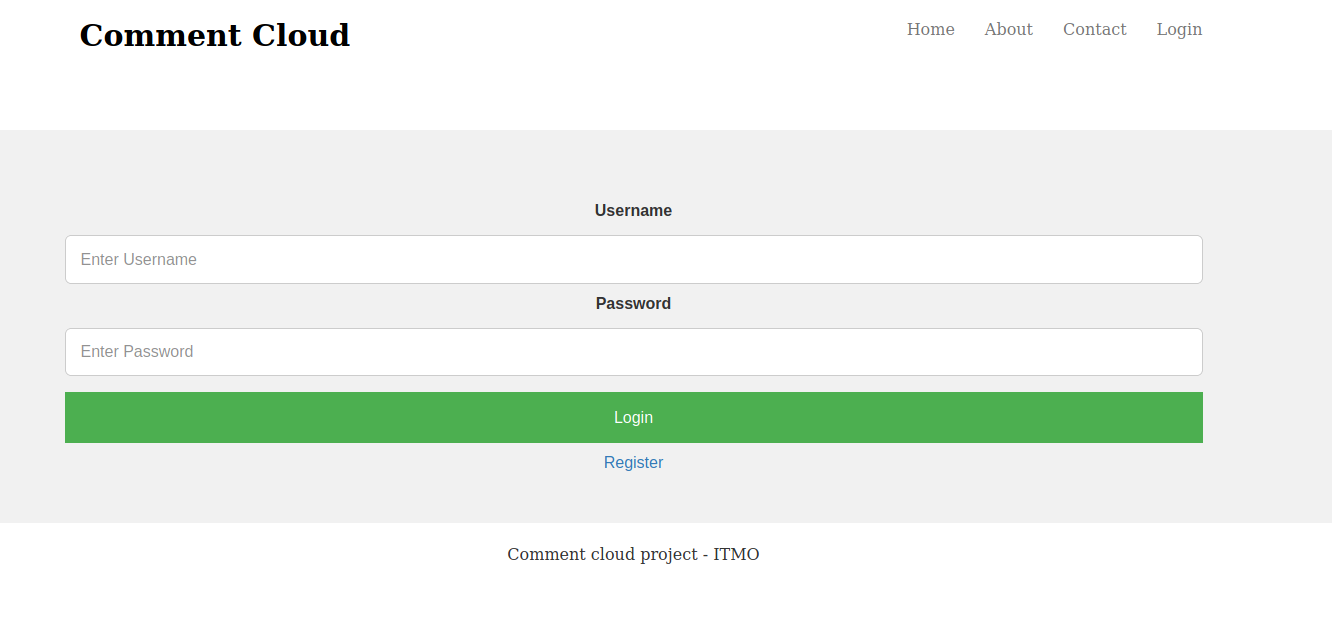 Comment Cloud
Home About Contact Login
Username
Enter Username
Password
Enter Password
Login
Register
Comment cloud project - ITMO